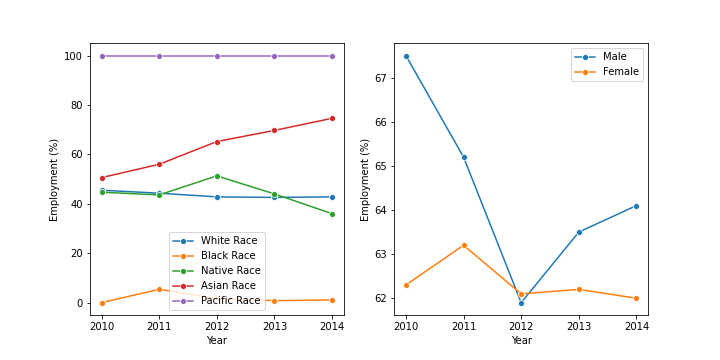 100
80
60
40
20
0
Employment (%)
White Race
Black Race
Native Race
Asian Race
Pacific Race
2010 2011 2012 2013 2014
Year
67
66
65
64
63
62
Employment (%)
Male
Female
2010 2011 2012 2013 2014
Year